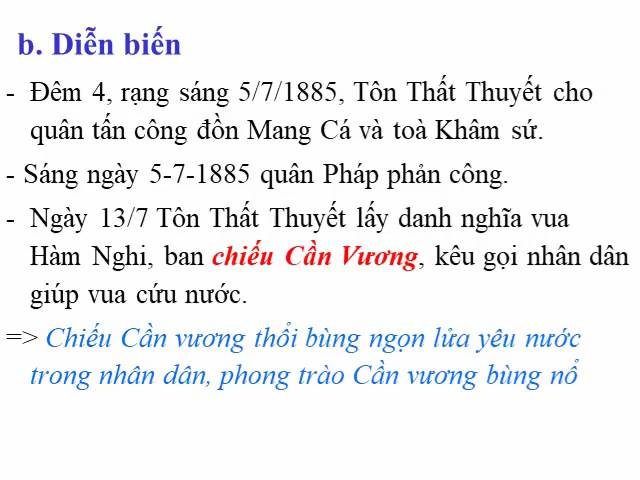 b. Diễn biến
- Đêm 4, rạng sáng 5/7/1885, Tôn Thất Thuyết cho
quân tấn công đồn Mang Cá và toà Khâm sứ.
- Sáng ngày 5-7-1885 quân Pháp phản công.
- Ngày 13/7 Tôn Thất Thuyết lấy danh nghĩa vua
Hàm Nghi, ban chiếu Cần Vương, kêu gọi nhân dân
giúp vua cứu nước.
=> Chiếu Cần vương thổi bùng ngọn lửa yêu nước
trong nhân dân, phong trào Cần vương bùng nổ